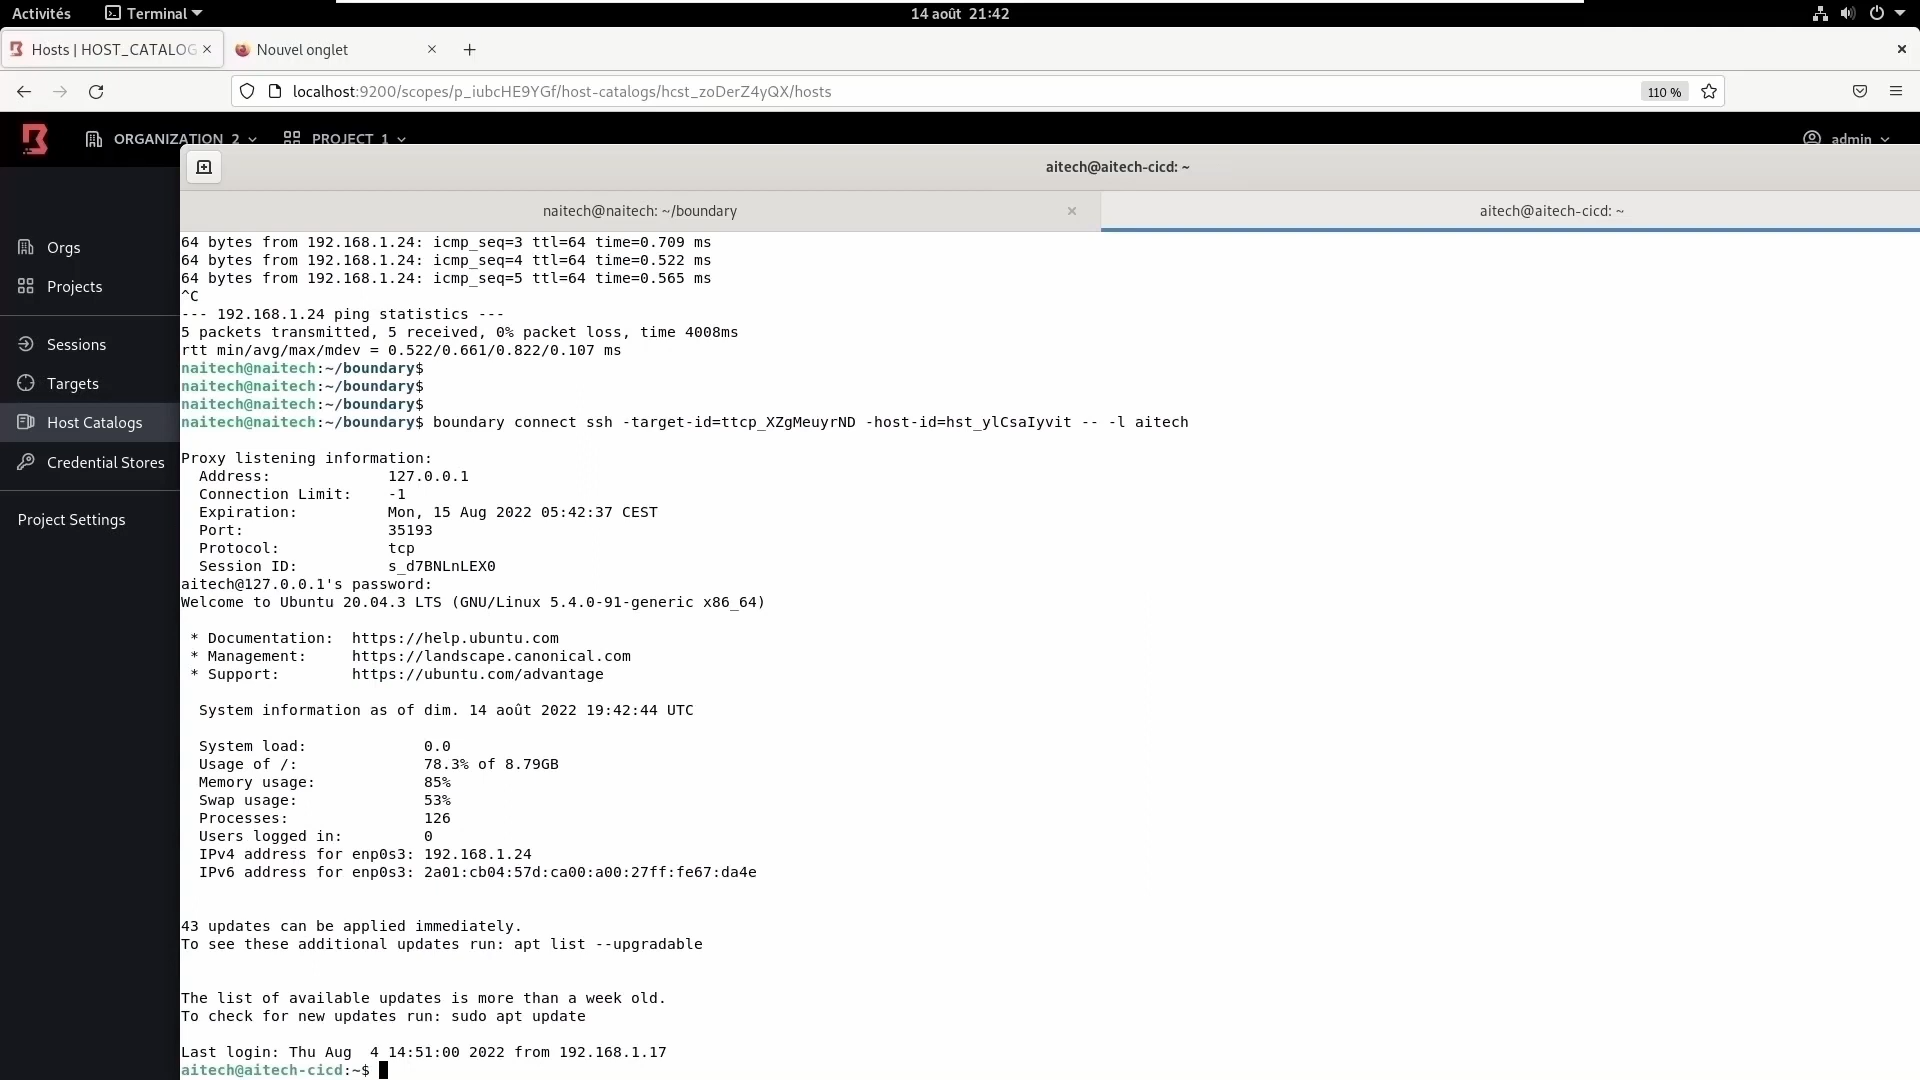 Activités Terminal 14 août 21:42
Hosts | HOST_CATALOG Nouvel onglet
localhost:9200/scopes/p_iubcHE9YGf/host-catalogs/hcst_zoDerZ4yQX/hosts 110 %
ORGANIZATION_2 PROJECT_1 admin
aitech@aitech-cicd: ~
naitech@naitech: ~/boundary aitech@aitech-cicd: ~
Orgs
Projects
Sessions
Targets
Host Catalogs
Credential Stores
Project Settings
64 bytes from 192.168.1.24: icmp_seq=3 ttl=64 time=0.709 ms
64 bytes from 192.168.1.24: icmp_seq=4 ttl=64 time=0.522 ms
64 bytes from 192.168.1.24: icmp_seq=5 ttl=64 time=0.565 ms
^C
--- 192.168.1.24 ping statistics ---
5 packets transmitted, 5 received, 0% packet loss, time 4008ms
rtt min/avg/max/mdev = 0.522/0.661/0.822/0.107 ms
naitech@naitech:~/boundary$
naitech@naitech:~/boundary$
naitech@naitech:~/boundary$
naitech@naitech:~/boundary$ boundary connect ssh -target-id=ttcp_XZgMeuyrND -host-id=hst_ylCsaIyvit -- -l aitech
Proxy listening information:
Address: 127.0.0.1
Connection Limit: -1
Expiration: Mon, 15 Aug 2022 05:42:37 CEST
Port: 35193
Protocol: tcp
Session ID: s_d7BNLnLEX0
aitech@127.0.0.1's password:
Welcome to Ubuntu 20.04.3 LTS (GNU/Linux 5.4.0-91-generic x86_64)
* Documentation: https://help.ubuntu.com
* Management: https://landscape.canonical.com
* Support: https://ubuntu.com/advantage
System information as of dim. 14 août 2022 19:42:44 UTC
System load: 0.0
Usage of /: 78.3% of 8.79GB
Memory usage: 85%
Swap usage: 53%
Processes: 126
Users logged in: 0
IPv4 address for enp0s3: 192.168.1.24
IPv6 address for enp0s3: 2a01:cb04:57d:ca00:a00:27ff:fe67:da4e
43 updates can be applied immediately.
To see these additional updates run: apt list --upgradable
The list of available updates is more than a week old.
To check for new updates run: sudo apt update
Last login: Thu Aug  4 14:51:00 2022 from 192.168.1.17
aitech@aitech-cicd:~$